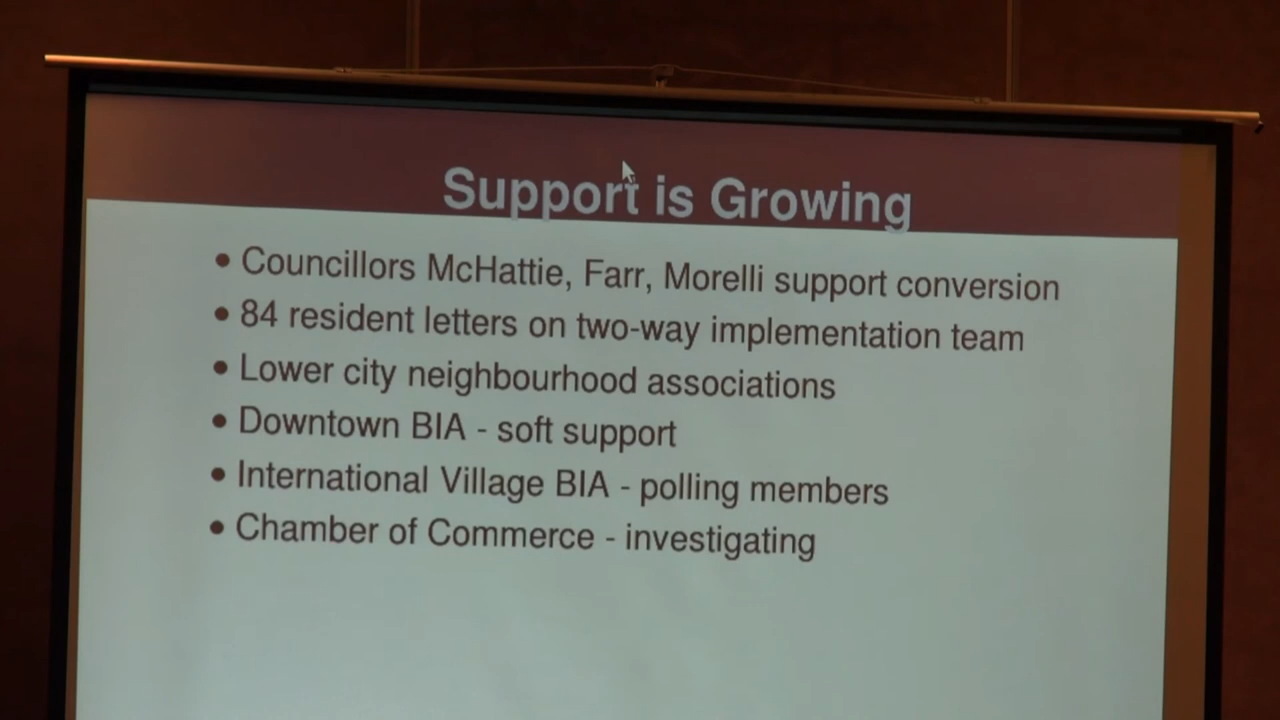 Support is Growing
• Councillors McHattie, Farr, Morelli support conversion
• 84 resident letters on two-way implementation team
• Lower city neighbourhood associations
• Downtown BIA - soft support
• International Village BIA - polling members
• Chamber of Commerce - investigating